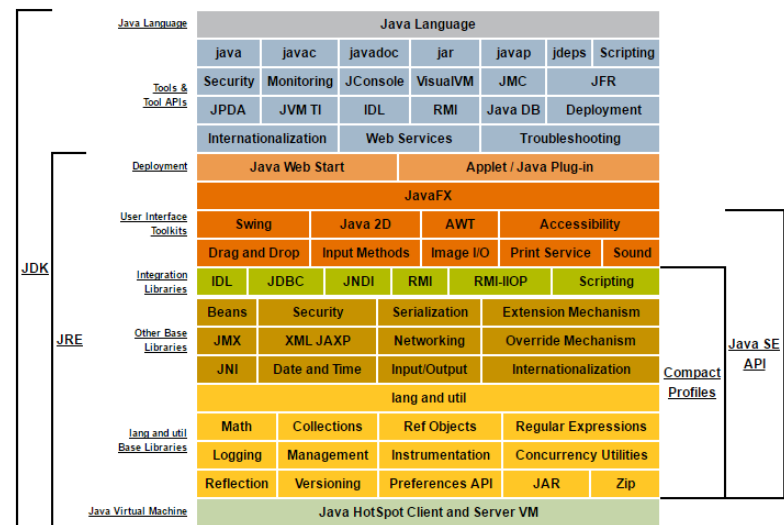 Java Language Java Language
java javac javadoc jar javap jdeps Scripting
Security Monitoring JConsole VisualVM JMC JFR
Tools &
Tool APIs
JPDA JVM TI IDL RMI Java DB Deployment
Internationalization Web Services Troubleshooting
Deployment Java Web Start Applet / Java Plug-in
JavaFX
User Interface
Toolkits
Swing Java 2D AWT Accessibility
Drag and Drop Input Methods Image I/O Print Service Sound
Integration
Libraries
IDL JDBC JNDI RMI RMI-IIOP Scripting
Beans Security Serialization Extension Mechanism
Other Base
Libraries
JMX XML JAXP Networking Override Mechanism
JNI Date and Time Input/Output Internationalization
lang and util
lang and util
Base Libraries
Math Collections Ref Objects Regular Expressions
Logging Management Instrumentation Concurrency Utilities
Reflection Versioning Preferences API JAR Zip
Java Virtual Machine Java HotSpot Client and Server VM
JDK
JRE
Compact
Profiles
Java SE
API